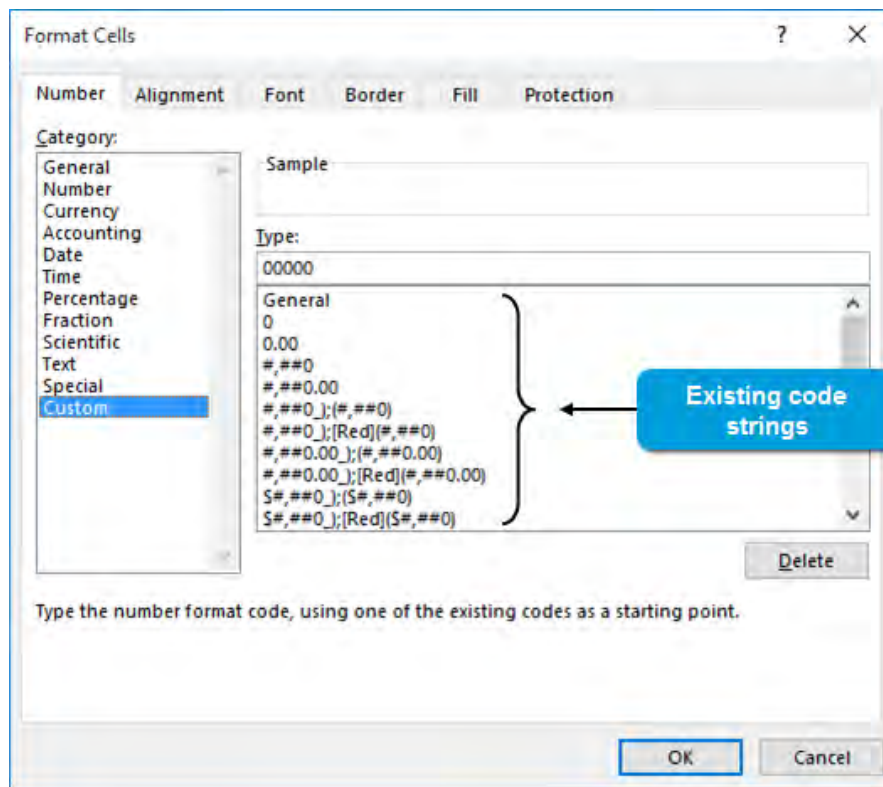 Format Cells
? X
Number Alignment Font Border Fill Protection
Category:
General
Number
Currency
Accounting
Date
Time
Percentage
Fraction
Scientific
Text
Special
Custom
Sample
Type:
00000
General
0
0.00
#,##0
#,##0.00
#,##0_);(#,##0)
#,##0_);[Red](#,##0)
#,##0.00_);(#,##0.00)
#,##0.00_);[Red](#,##0.00)
$#,##0_);($#,##0)
$#,##0_);[Red]($#,##0)
Existing code
strings
Delete
Type the number format code, using one of the existing codes as a starting point.
OK Cancel